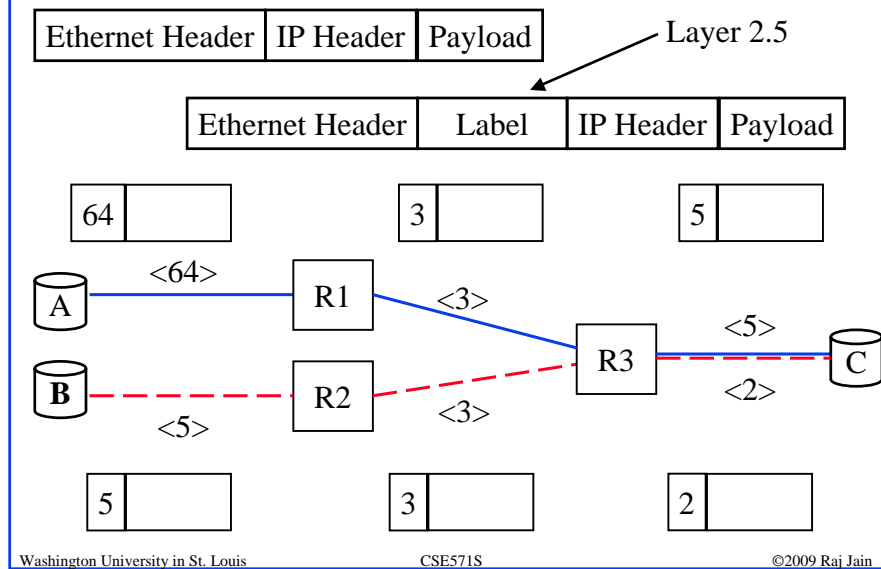 Ethernet Header IP Header Payload
Layer 2.5
Ethernet Header Label IP Header Payload
64 3 5
<64>
A R1 <3>
<5>
R3 C
B R2
<5> <3> <2>
5 3 2
Washington University in St. Louis CSE571S ©2009 Raj Jain